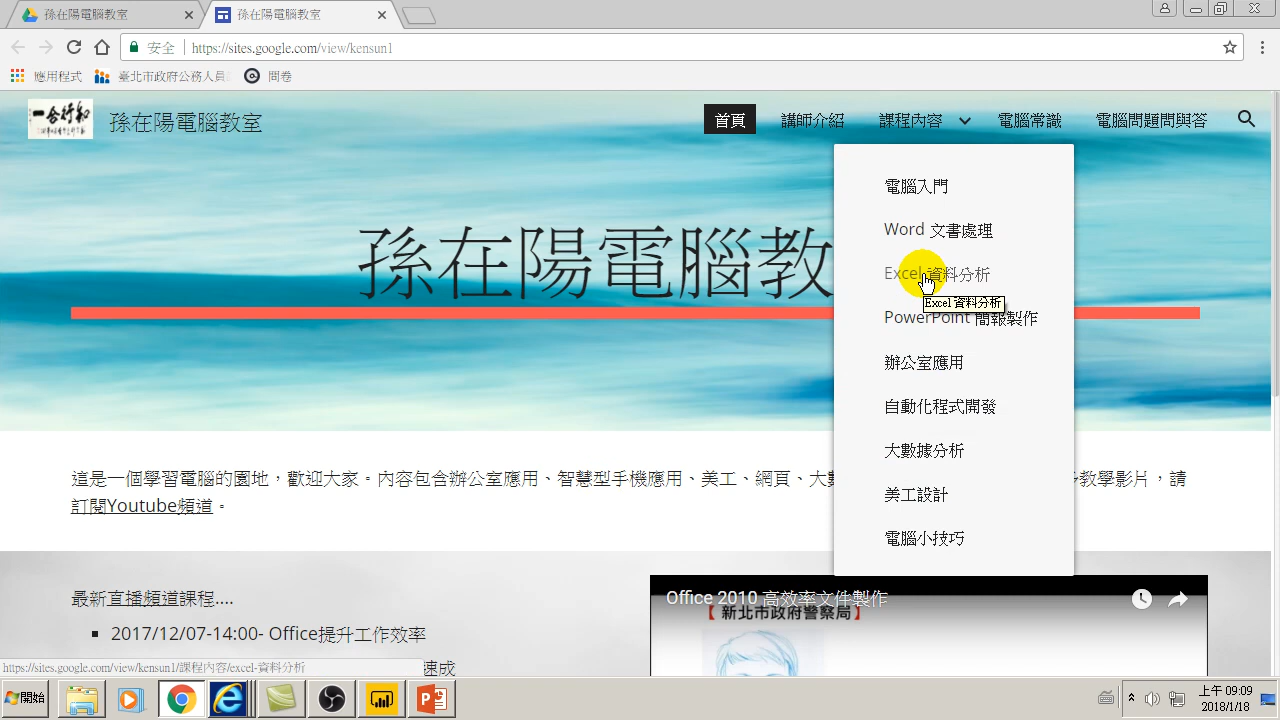 孫在陽電腦教室
孫在陽電腦教室
安全
https://sites.google.com/view/kensun1
應用程式
臺北市政府公務人員
問卷
孫在陽電腦教室
首頁
講師介紹
課程內容
電腦常識
電腦問題問與答
孫在陽電腦教
電腦入門
Word 文書處理
Excel 資料分析
Excel 資料分析
PowerPoint 簡報製作
辦公室應用
自動化程式開發
大數據分析
美工設計
電腦小技巧
這是一個學習電腦的園地，歡迎大家。內容包含辦公室應用、智慧型手機應用、美工、網頁、大 教學影片，請
訂閱Youtube頻道。
最新直播頻道課程....
2017/12/07-14:00- Office提升工作效率
速成
Office 2010 高效率文件製作
【 新北市政府警察局】
https://sites.google.com/view/kensun1/課程內容/excel-資料分析
開始
上午 09:09
2018/1/18